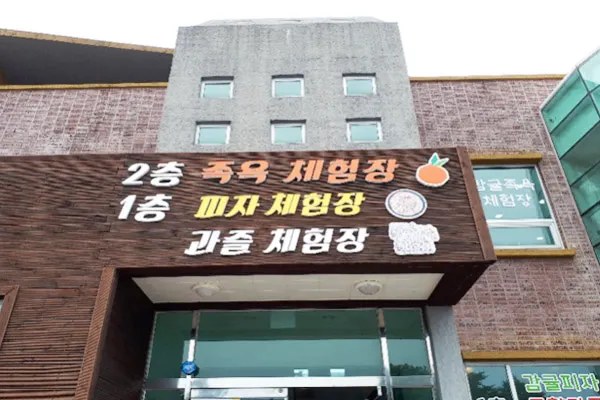 2층 족욕 체험장
1층 피자 체험장
과즐 체험장
감귤족욕
체험장
감귤피자